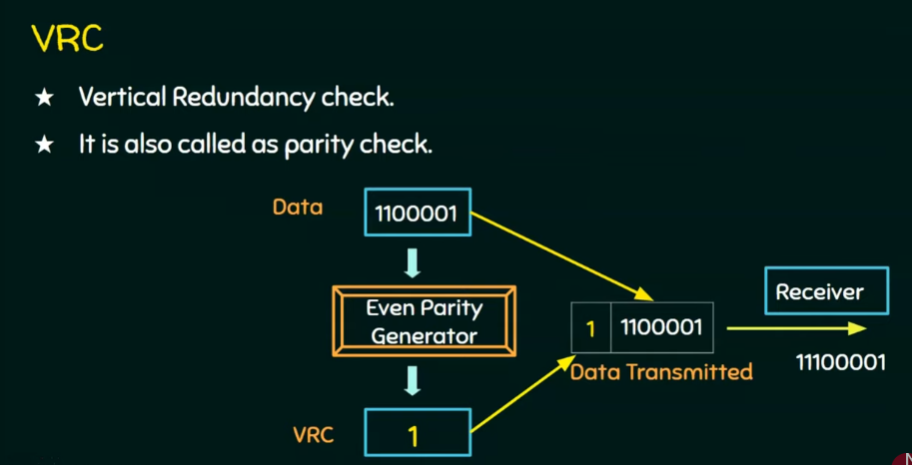 VRC
★ Vertical Redundancy check.
★ It is also called as parity check.
Data
1100001
Even Parity
Generator
VRC
1
1 1100001
Data Transmitted
Receiver
11100001
N